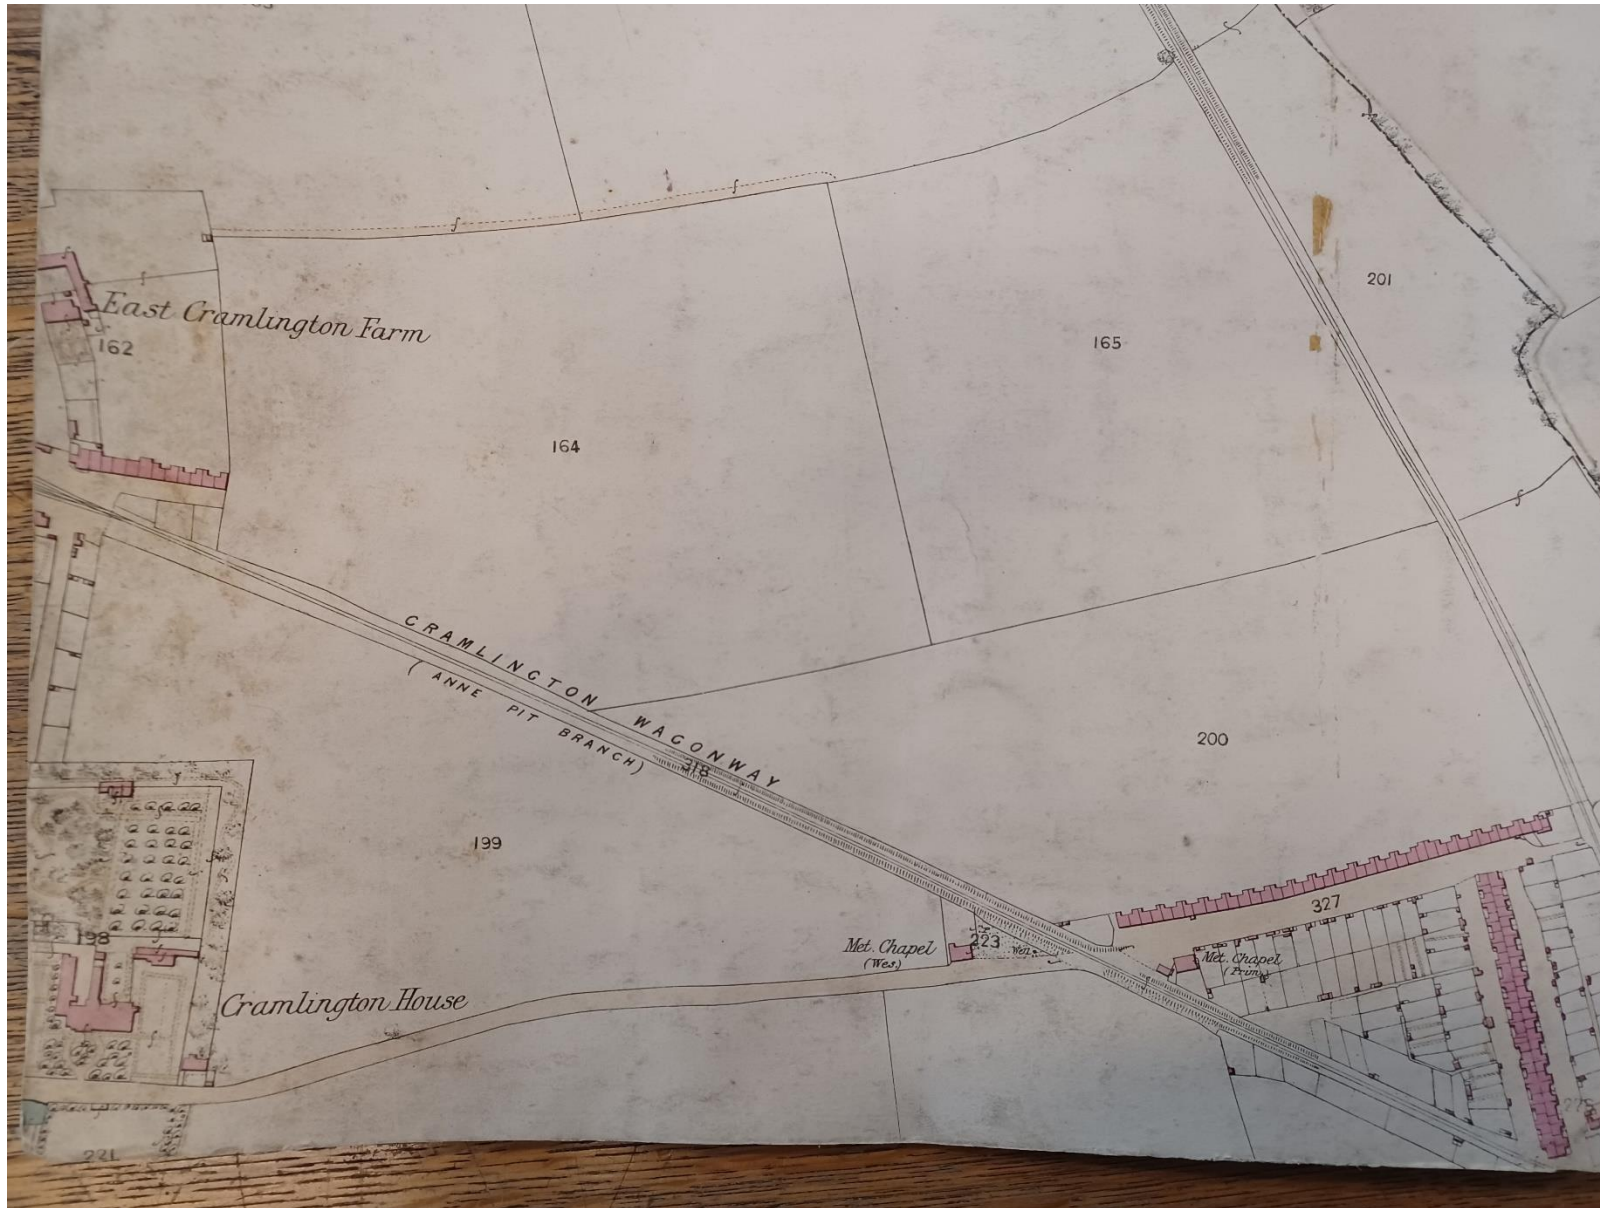 201
East Cramlington Farm
162
165
164
CRAMLINGTON WAGONWAY
(ANNE PIT BRANCH)
318
200
199
327
198
Met. Chapel
(Wes.)
223
Well
Met. Chapel
(Prim.)
Cramlington House
221